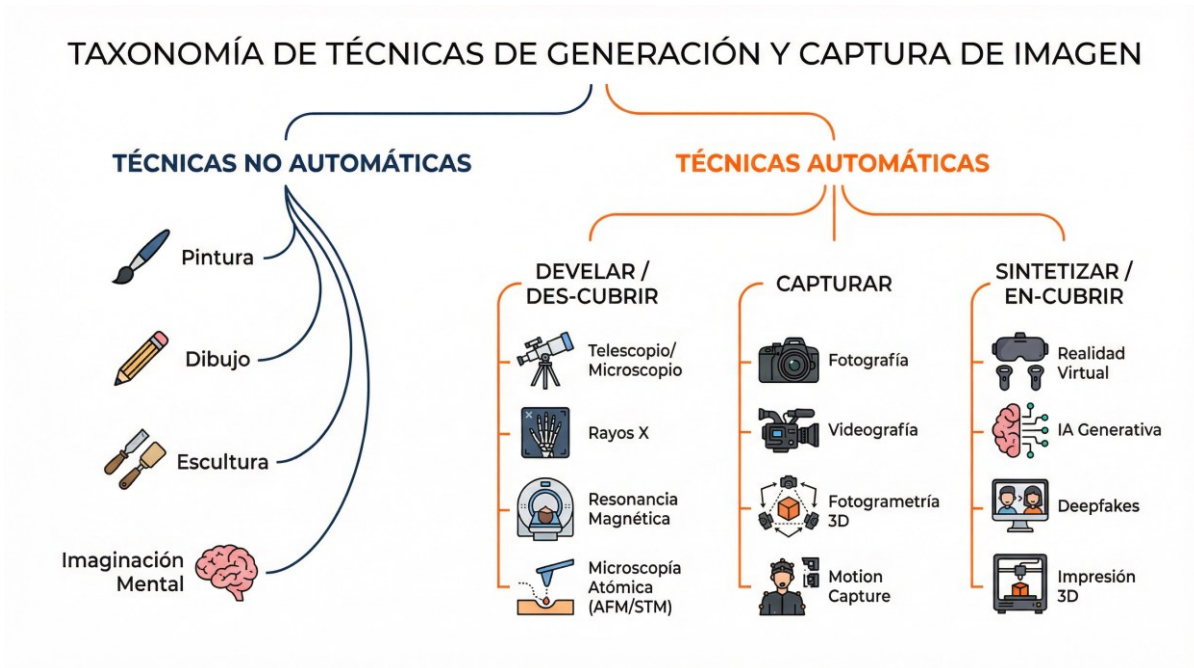 TAXONOMÍA DE TÉCNICAS DE GENERACIÓN Y CAPTURA DE IMAGEN
TÉCNICAS NO AUTOMÁTICAS
Pintura
Dibujo
Escultura
Imaginación
Mental
TÉCNICAS AUTOMÁTICAS
DEVELAR /
DES-CUBRIR
Telescopio/
Microscopio
Rayos X
Resonancia
Magnética
Microscopía
Atómica
(AFM/STM)
CAPTURAR
Fotografía
Videografía
Fotogrametría
3D
Motion
Capture
SINTETIZAR /
EN-CUBRIR
Realidad
Virtual
IA Generativa
Deepfakes
Impresión
3D